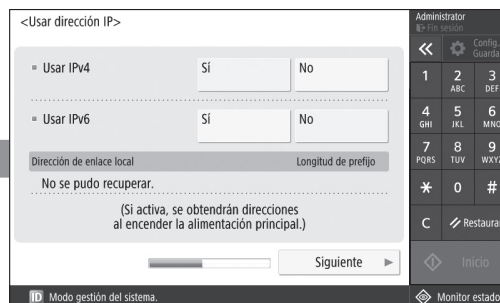 <Usar dirección IP>
Usar IPv4
Sí
No
Usar IPv6
Sí
No
Dirección de enlace local
Longitud de prefijo
No se pudo recuperar.
(Si activa, se obtendrán direcciones
al encender la alimentación principal.)
Siguiente
ID Modo gestión del sistema.
Administrator
Fin sesión
Config.
Guarda
1
2
ABC
3
DEF
4
GHI
5
JKL
6
MNO
7
PQRS
8
TUV
9
WXY
*
0
#
C
Restaurar
Inicio
Monitor estado